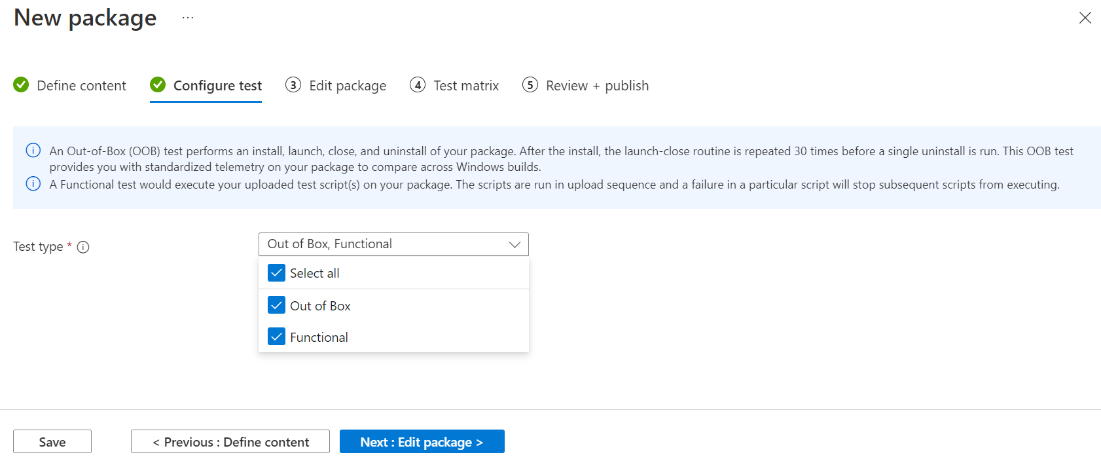 New package ...
Define content Configure test 3 Edit package 4 Test matrix 5 Review + publish
An Out-of-Box (OOB) test performs an install, launch, close, and uninstall of your package. After the install, the launch-close routine is repeated 30 times before a single uninstall is run. This OOB test
provides you with standardized telemetry on your package to compare across Windows builds.
A Functional test would execute your uploaded test script(s) on your package. The scripts are run in upload sequence and a failure in a particular script will stop subsequent scripts from executing.
Test type * Out of Box, Functional
Select all
Out of Box
Functional
Save < Previous : Define content Next : Edit package >